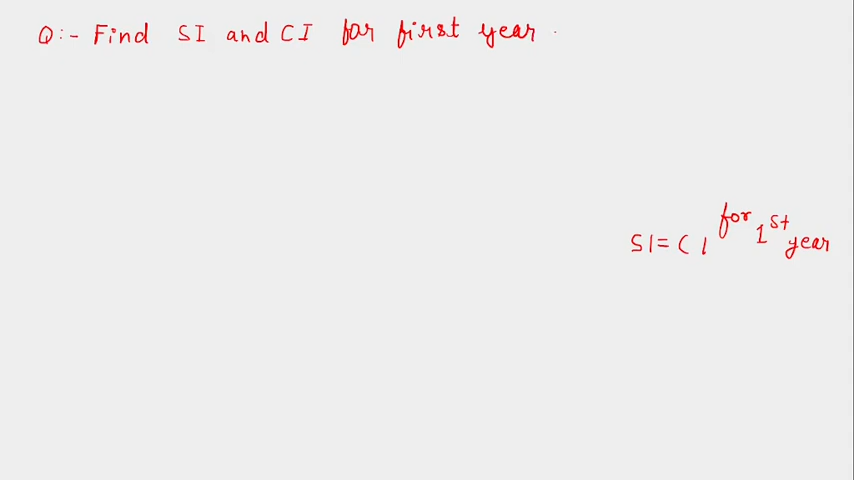 Q:- Find SI and CI for first year.
SI = CI for 1st year